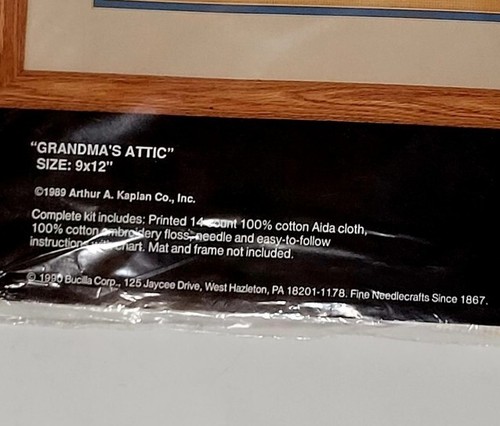 "GRANDMA'S ATTIC"
SIZE: 9x12"
©1989 Arthur A. Kaplan Co., Inc.
Complete kit includes: Printed 14 count 100% cotton Aida cloth,
100% cotton embroidery floss, needle and easy-to-follow
instructions with chart. Mat and frame not included.
© 1990 Bucilla Corp., 125 Jaycee Drive, West Hazleton, PA 18201-1178. Fine Needlecrafts Since 1867.